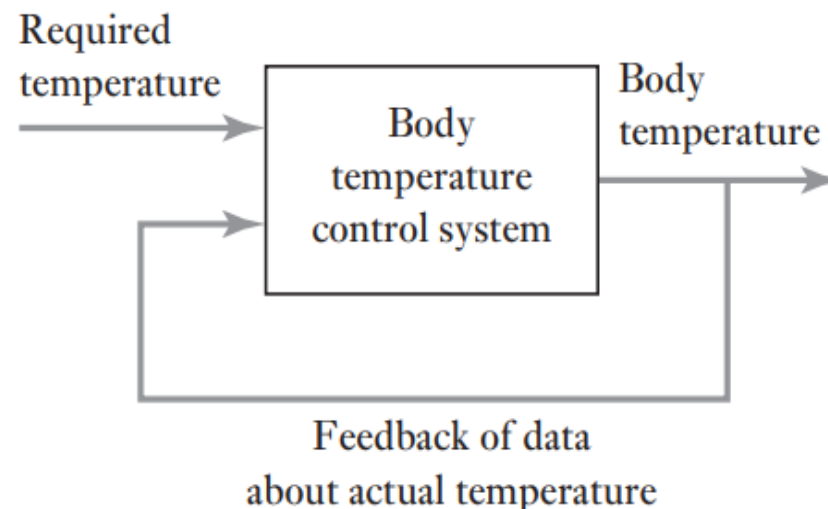 Required
temperature
Body
temperature
control system
Body
temperature
Feedback of data
about actual temperature